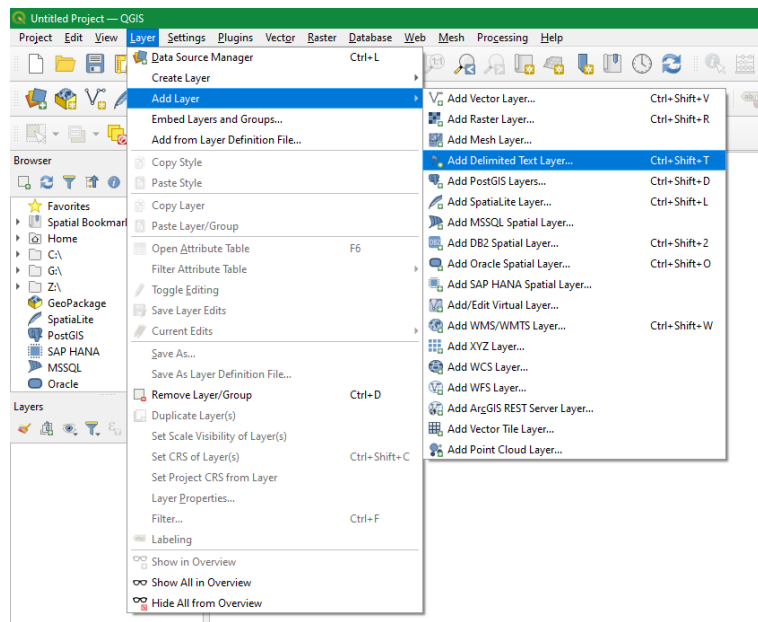 Untitled Project — QGIS
Project Edit View Layer Settings Plugins Vector Raster Database Web Mesh Processing Help
Data Source Manager Ctrl+L
Create Layer
Add Layer
Embed Layers and Groups...
Add from Layer Definition File...
Copy Style
Paste Style
Copy Layer
Paste Layer/Group
Open Attribute Table F6
Filter Attribute Table
Toggle Editing
Save Layer Edits
Current Edits
Save As...
Save As Layer Definition File...
Remove Layer/Group Ctrl+D
Duplicate Layer(s)
Set Scale Visibility of Layer(s)
Set CRS of Layer(s) Ctrl+Shift+C
Set Project CRS from Layer
Layer Properties...
Filter... Ctrl+F
Labeling
Show in Overview
Show All in Overview
Hide All from Overview
Add Vector Layer... Ctrl+Shift+V
Add Raster Layer... Ctrl+Shift+R
Add Mesh Layer...
Add Delimited Text Layer... Ctrl+Shift+T
Add PostGIS Layers... Ctrl+Shift+D
Add SpatiaLite Layer... Ctrl+Shift+L
Add MSSQL Spatial Layer...
Add DB2 Spatial Layer... Ctrl+Shift+2
Add Oracle Spatial Layer... Ctrl+Shift+O
Add SAP HANA Spatial Layer...
Add/Edit Virtual Layer...
Add WMS/WMTS Layer... Ctrl+Shift+W
Add XYZ Layer...
Add WCS Layer...
Add WFS Layer...
Add ArcGIS REST Server Layer...
Add Vector Tile Layer...
Add Point Cloud Layer...
Browser
Favorites
Spatial Bookmar
Home
C:\
G:\
Z:\
GeoPackage
SpatiaLite
PostGIS
SAP HANA
MSSQL
Oracle
Layers